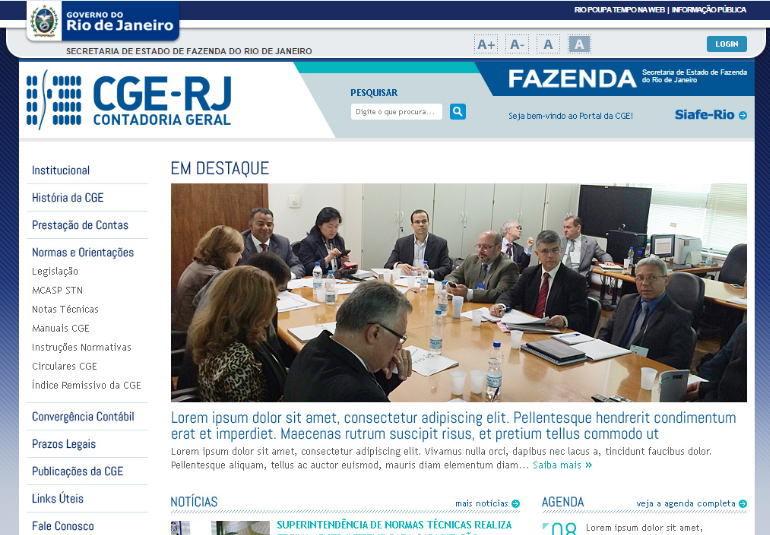 GOVERNO DO
Rio de Janeiro
RIO POUPA TEMPO NA WEB | INFORMAÇÃO PÚBLICA
SECRETARIA DE ESTADO DE FAZENDA DO RIO DE JANEIRO
A+ A- A A
LOGIN
CGE-RJ
CONTADORIA GERAL
PESQUISAR
Digite o que procura...
FAZENDA
Secretaria de Estado de Fazenda
do Rio de Janeiro
Seja bem-vindo ao Portal da CGE!
Siafe-Rio
Institucional
História da CGE
Prestação de Contas
Normas e Orientações
Legislação
MCASP STN
Notas Técnicas
Manuais CGE
Instruções Normativas
Circulares CGE
Índice Remissivo da CGE
Convergência Contábil
Prazos Legais
Publicações da CGE
Links Úteis
Fale Conosco
EM DESTAQUE
Lorem ipsum dolor sit amet, consectetur adipiscing elit. Pellentesque hendrerit condimentum
erat et imperdiet. Maecenas rutrum suscipit risus, et pretium tellus commodo ut
Lorem ipsum dolor sit amet, consectetur adipiscing elit. Vivamus nulla orci, dapibus nec lacus a, tincidunt faucibus dolor.
Pellentesque aliquam, tellus ac auctor euismod, mauris diam elementum diam... Saiba mais »
NOTÍCIAS
mais notícias
SUPERINTENDÊNCIA DE NORMAS TÉCNICAS REALIZA
AGENDA
veja a agenda completa
08
Lorem ipsum dolor sit amet,